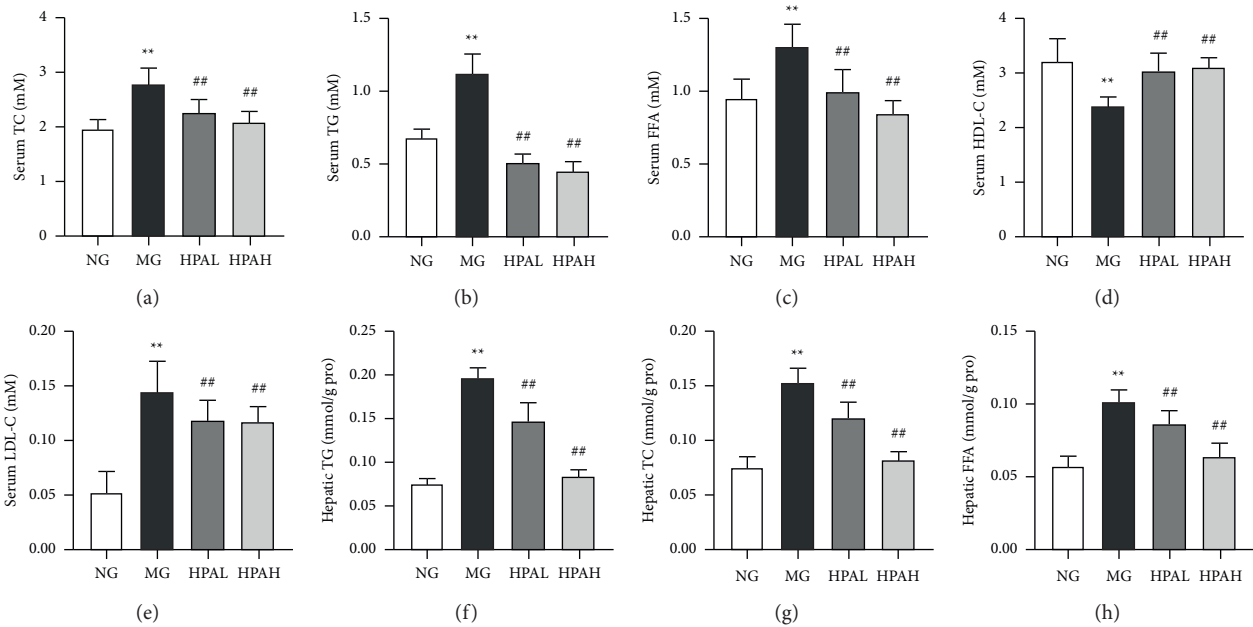 Serum TC (mM)
4
3
2
1
0
**
##
##
NG MG HPAL HPAH
(a)
Serum TG (mM)
1.5
1.0
0.5
0.0
**
##
##
NG MG HPAL HPAH
(b)
Serum FFA (mM)
1.5
1.0
0.5
0.0
**
##
##
NG MG HPAL HPAH
(c)
Serum HDL-C (mM)
4
3
2
1
0
**
##
##
NG MG HPAL HPAH
(d)
Serum LDL-C (mM)
0.20
0.15
0.10
0.05
0.00
**
##
##
NG MG HPAL HPAH
(e)
Hepatic TG (mmol/g pro)
0.25
0.20
0.15
0.10
0.05
0.00
**
##
##
NG MG HPAL HPAH
(f)
Hepatic TC (mmol/g pro)
0.20
0.15
0.10
0.05
0.00
**
##
##
NG MG HPAL HPAH
(g)
Hepatic FFA (mmol/g pro)
0.15
0.10
0.05
0.00
**
##
##
NG MG HPAL HPAH
(h)